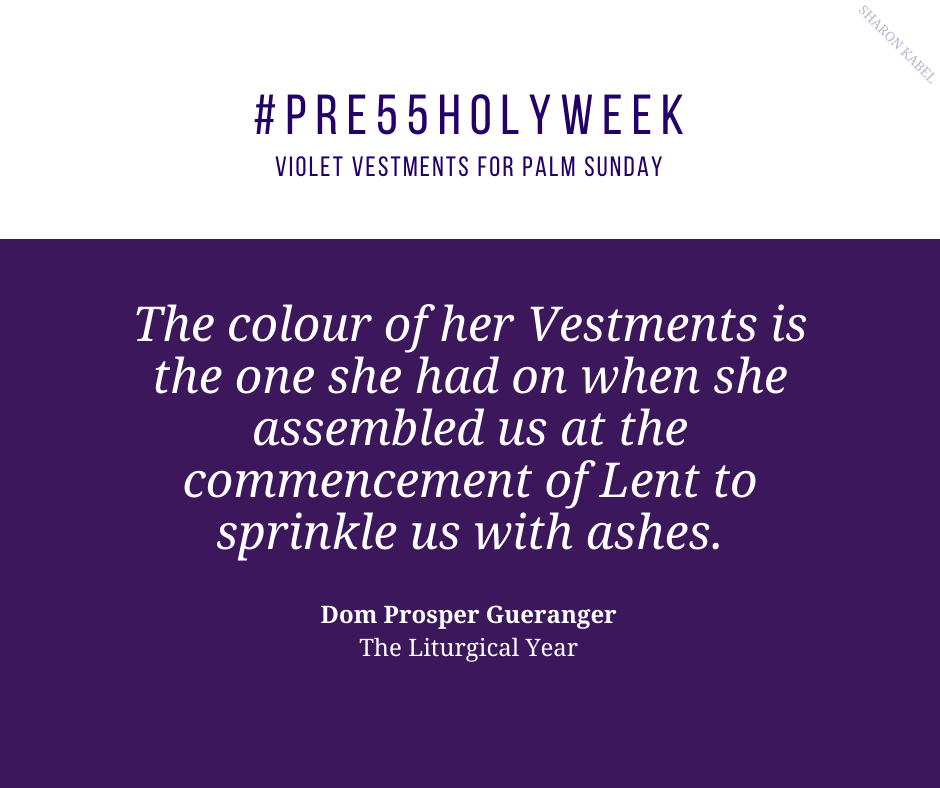 SHARON KABEL
#PRE55HOLYWEEK
VIOLET VESTMENTS FOR PALM SUNDAY
The colour of her Vestments is
the one she had on when she
assembled us at the
commencement of Lent to
sprinkle us with ashes.
Dom Prosper Gueranger
The Liturgical Year